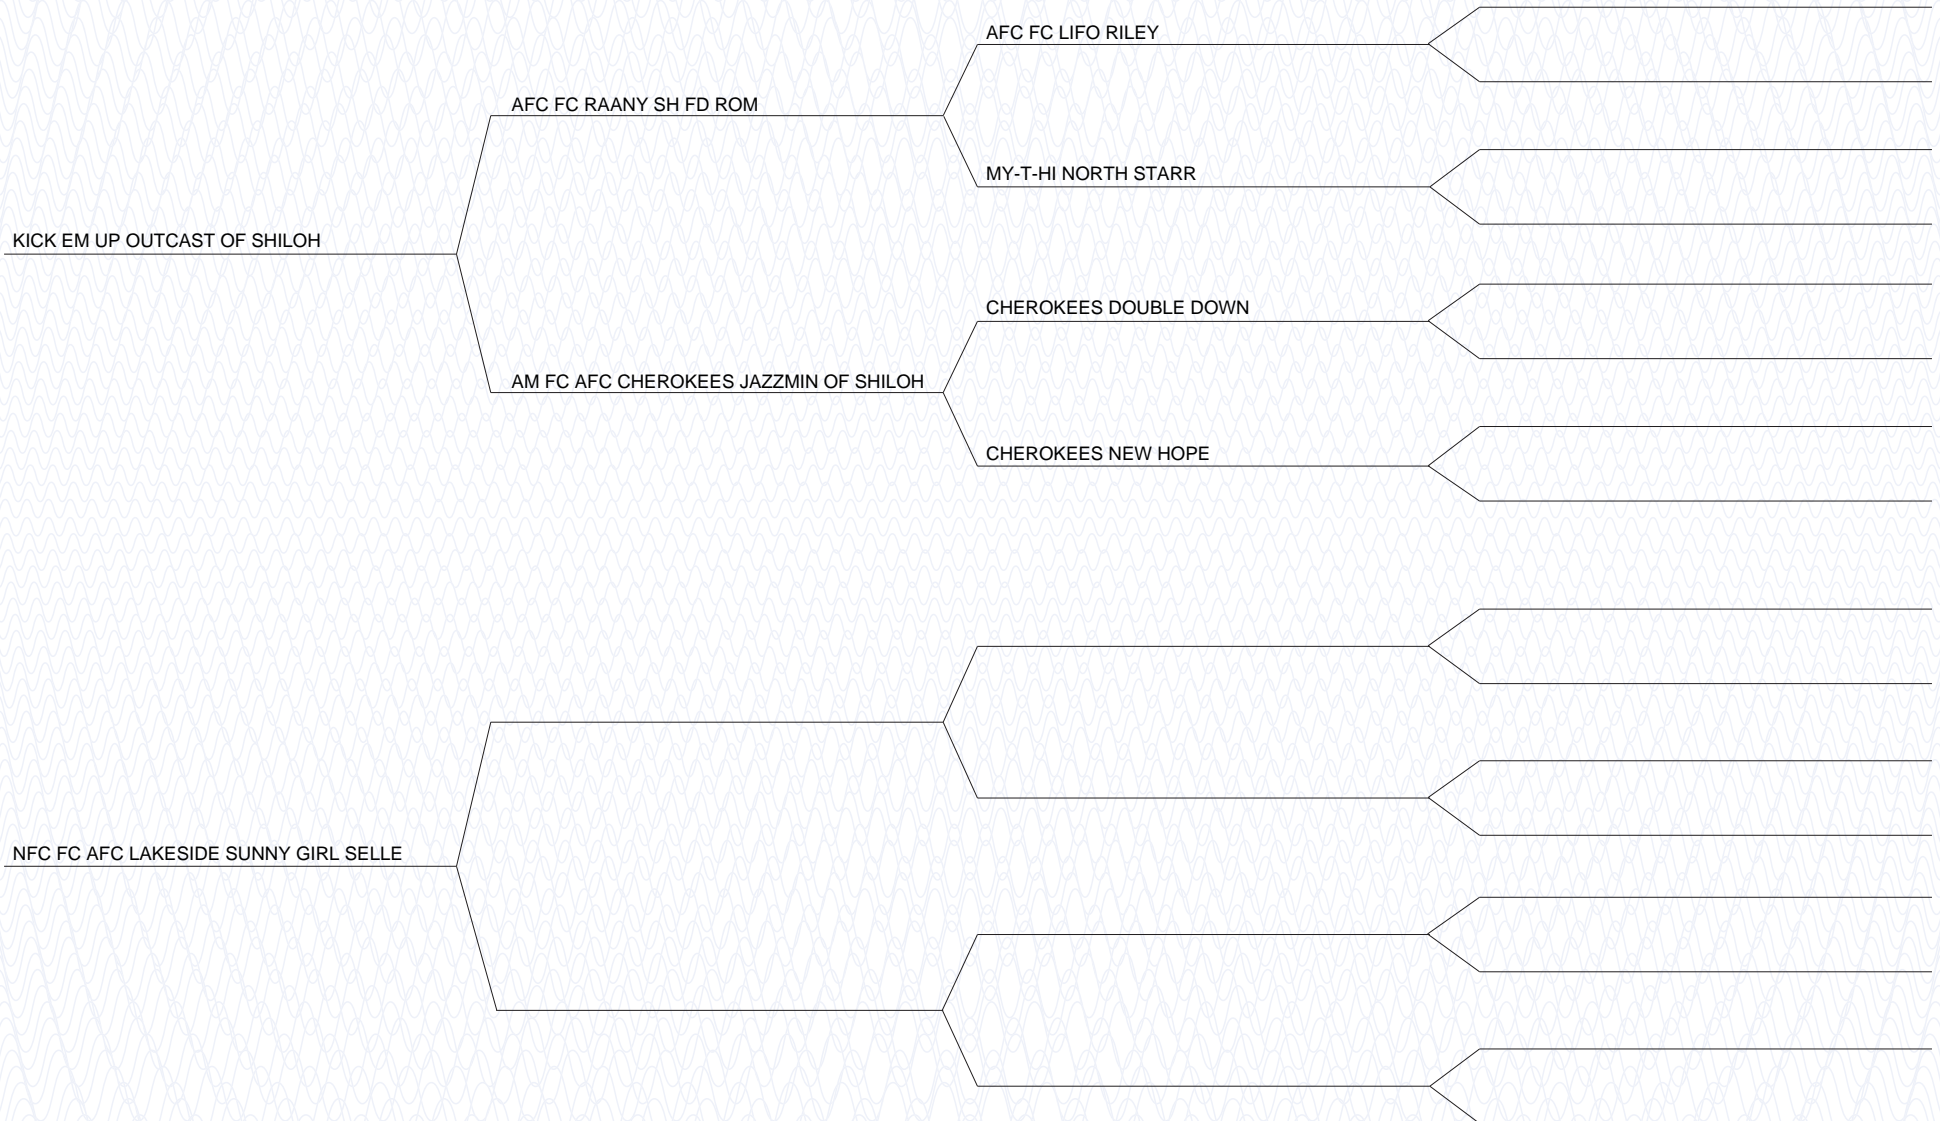 AFC FC LIFO RILEY
AFC FC RAANY SH FD ROM
MY-T-HI NORTH STARR
KICK EM UP OUTCAST OF SHILOH
CHEROKEES DOUBLE DOWN
AM FC AFC CHEROKEES JAZZMIN OF SHILOH
CHEROKEES NEW HOPE
NFC FC AFC LAKESIDE SUNNY GIRL SELLE